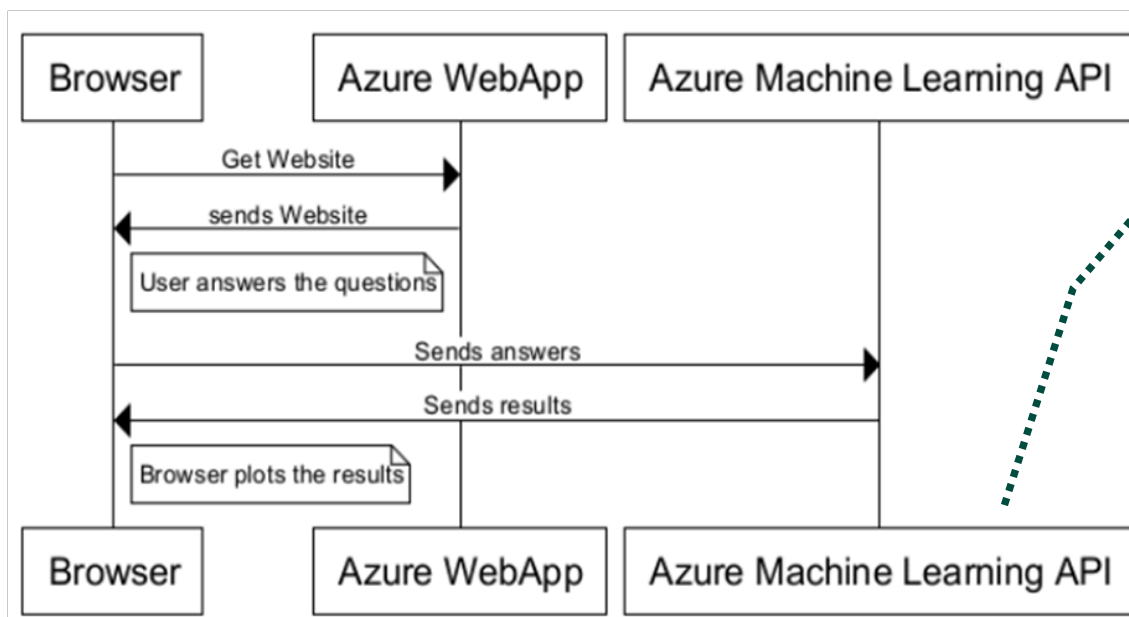 Browser
Azure WebApp
Azure Machine Learning API
Get Website
sends Website
User answers the questions
Sends answers
Sends results
Browser plots the results
Browser
Azure WebApp
Azure Machine Learning API